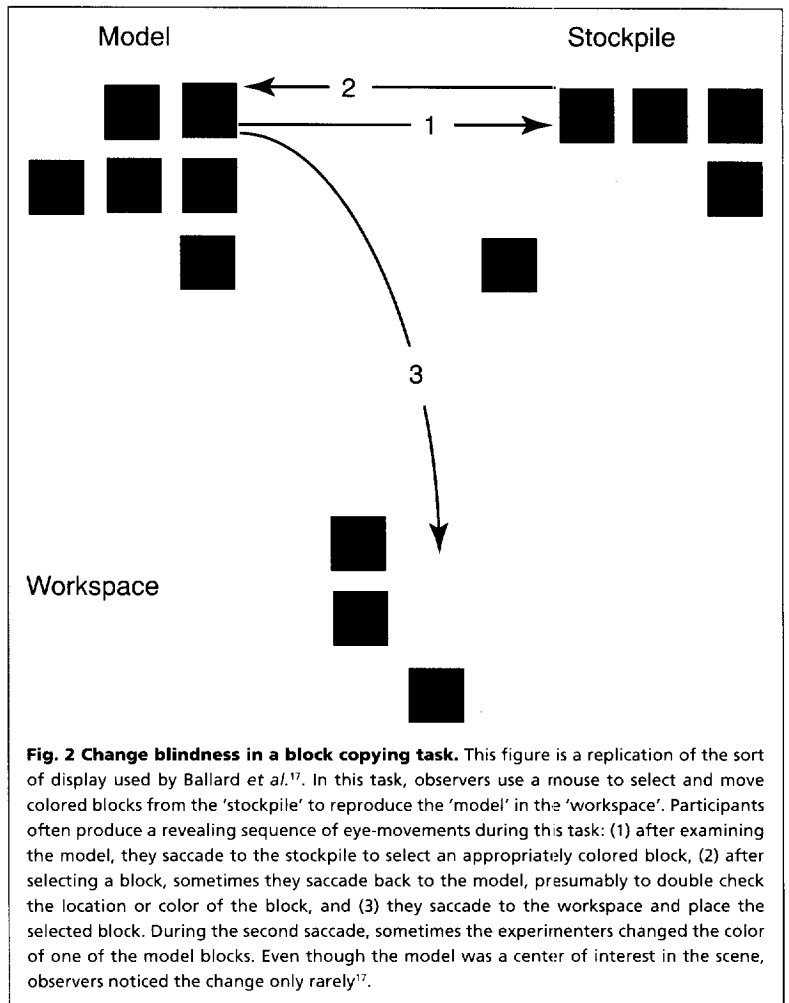 Model
Stockpile
2
1
3
Workspace
Fig. 2 Change blindness in a block copying task. This figure is a replication of the sort
of display used by Ballard et al.17. In this task, observers use a mouse to select and move
colored blocks from the 'stockpile' to reproduce the 'model' in the 'workspace'. Participants
often produce a revealing sequence of eye-movements during this task: (1) after examining
the model, they saccade to the stockpile to select an appropriately colored block, (2) after
selecting a block, sometimes they saccade back to the model, presumably to double check
the location or color of the block, and (3) they saccade to the workspace and place the
selected block. During the second saccade, sometimes the experimenters changed the color
of one of the model blocks. Even though the model was a center of interest in the scene,
observers noticed the change only rarely17.